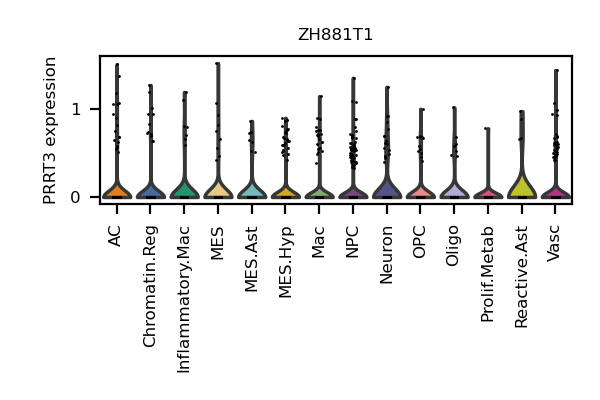 ZH881T1
PRRT3 expression
1
0
AC
Chromatin.Reg
Inflammatory.Mac
MES
MES.Ast
MES.Hyp
Mac
NPC
Neuron
OPC
Oligo
Prolif.Metab
Reactive.Ast
Vasc